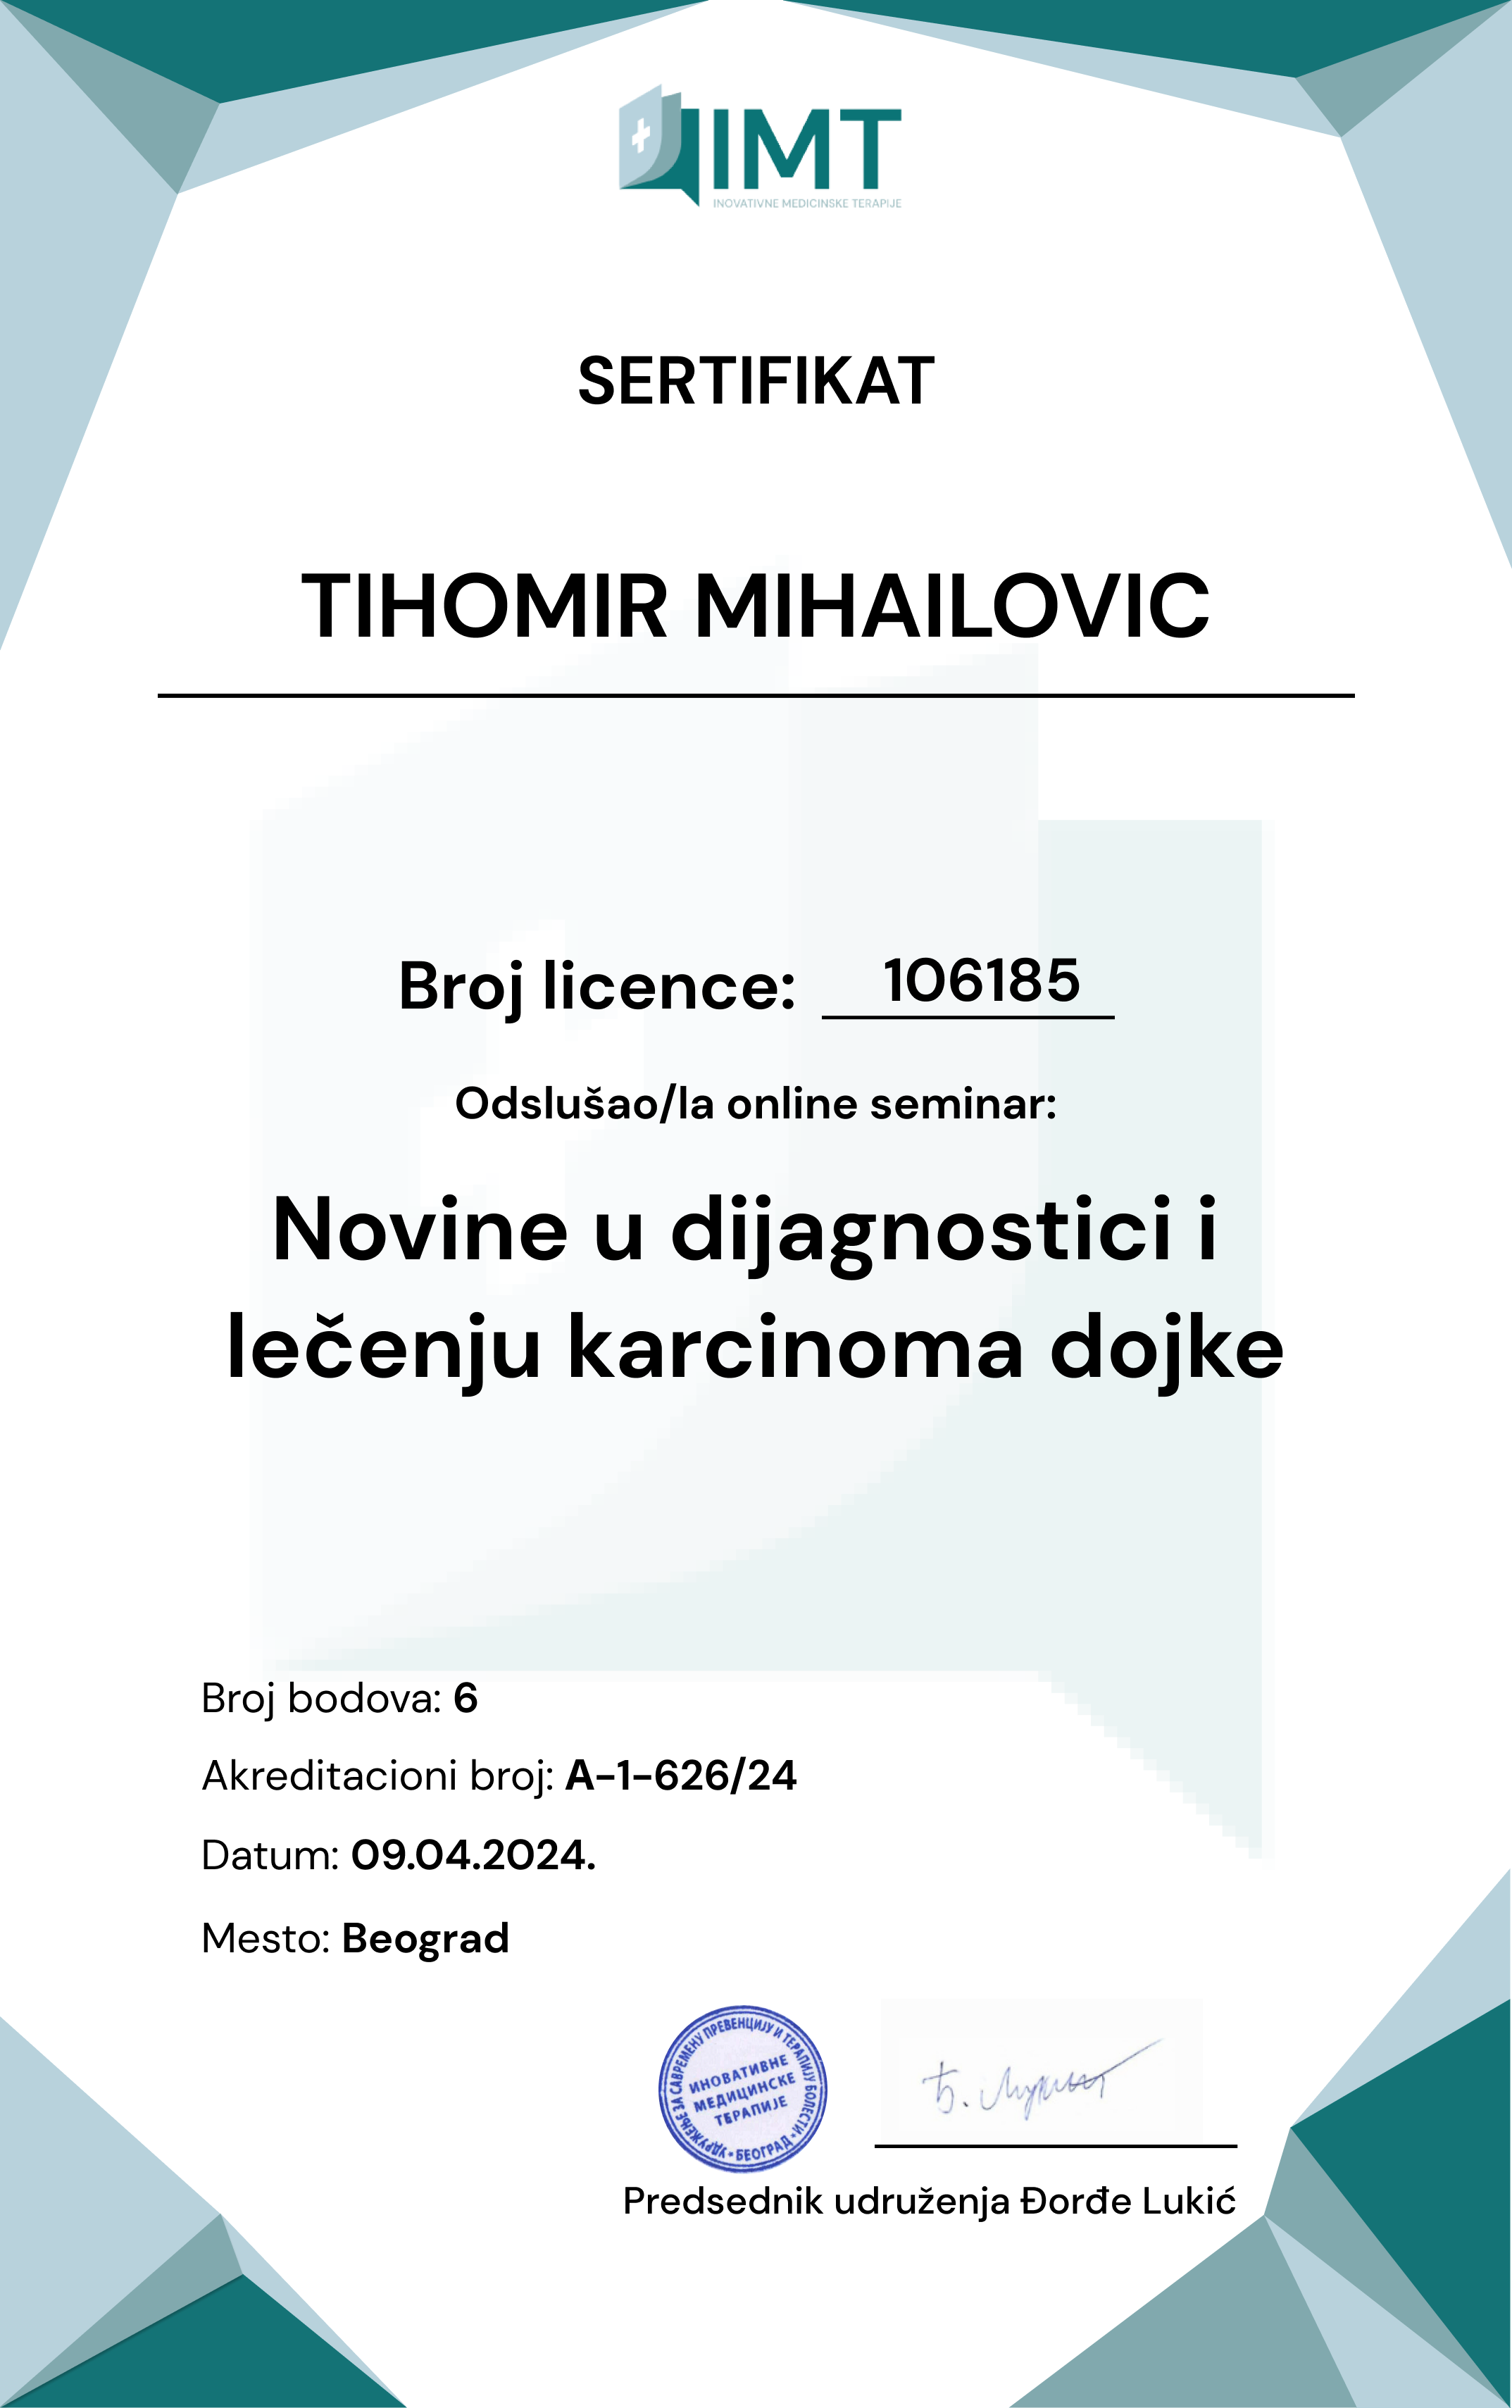 IMT
INOVATIVNE MEDICINSKE TERAPIJE
SERTIFIKAT
TIHOMIR MIHAILOVIC
Broj licence: 106185
Odslušao/la online seminar:
Novine u dijagnostici i
lečenju karcinoma dojke
Broj bodova: 6
Akreditacioni broj: A-1-626/24
Datum: 09.04.2024.
Mesto: Beograd
УДРУЖЕЊЕ ЗА САВРЕМЕНУ ПРЕВЕНЦИЈУ И ТЕРАПИЈУ БОЛЕСТИ • БЕОГРАД •
ИНОВАТИВНЕ
МЕДИЦИНСКЕ
ТЕРАПИЈЕ
Predsednik udruženja Đorđe Lukić